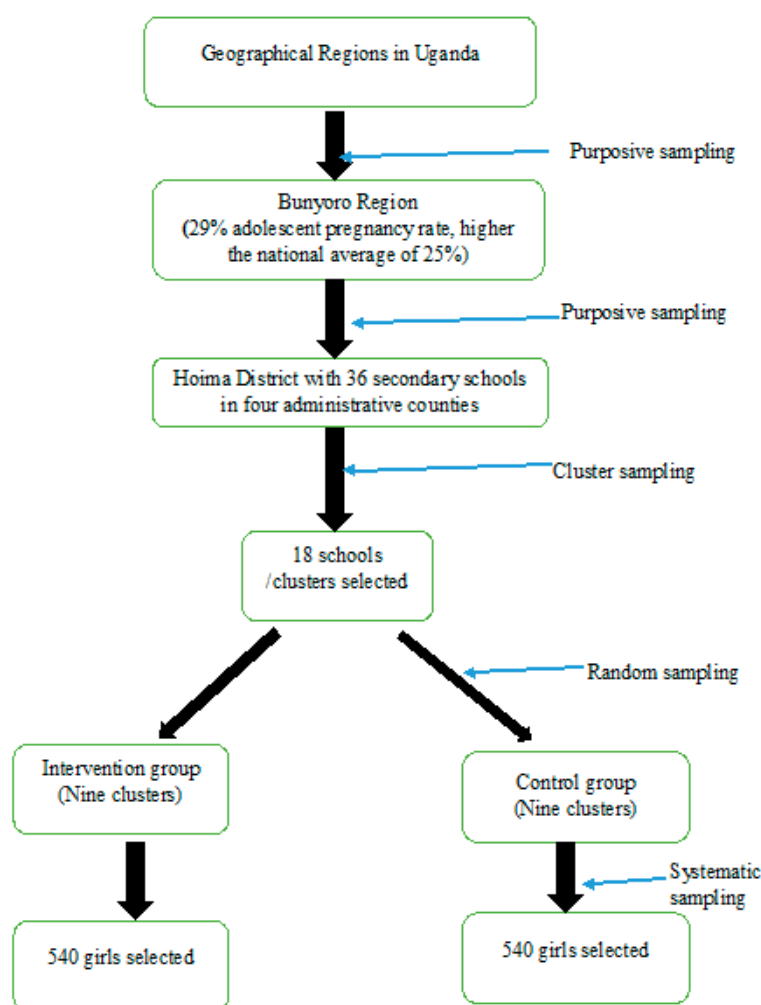 Geographical Regions in Uganda
Purposive sampling
Bunyoro Region
(29% adolescent pregnancy rate, higher
the national average of 25%)
Purposive sampling
Hoima District with 36 secondary schools
in four administrative counties
Cluster sampling
18 schools
/clusters selected
Random sampling
Intervention group
(Nine clusters)
Control group
(Nine clusters)
Systematic
sampling
540 girls selected
540 girls selected